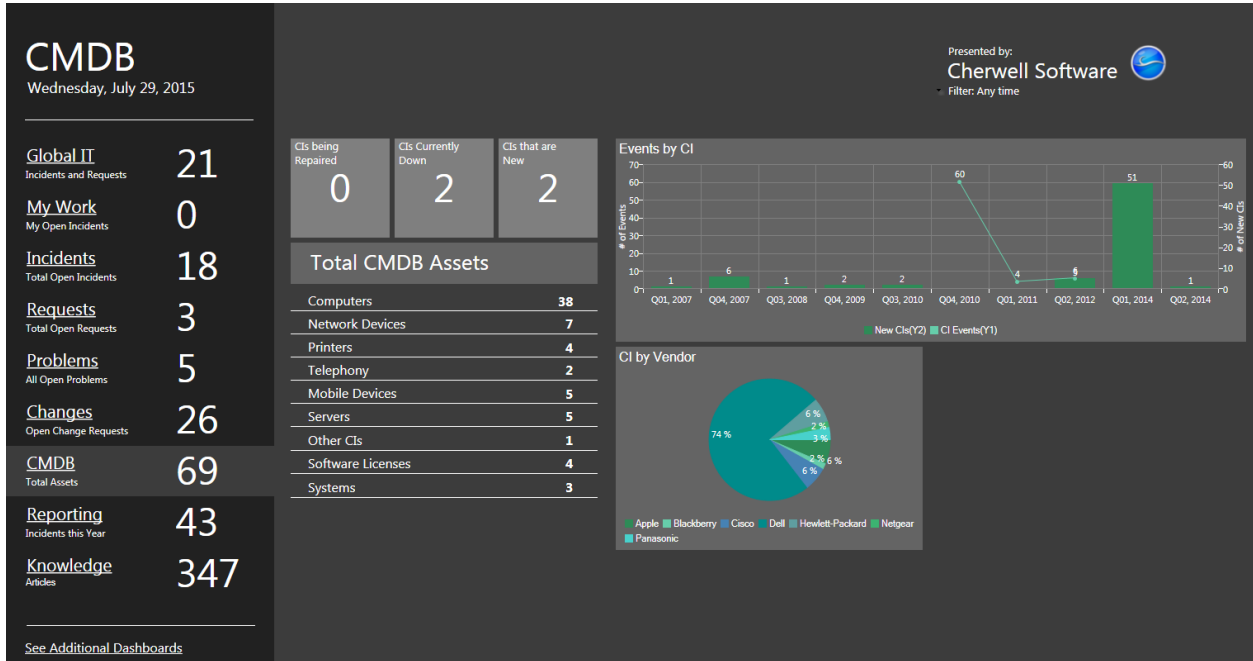 CMDB
Wednesday, July 29, 2015
Presented by:
Cherwell Software
Filter: Any time
Global IT
Incidents and Requests
21
My Work
My Open Incidents
0
Incidents
Total Open Incidents
18
Requests
Total Open Requests
3
Problems
All Open Problems
5
Changes
Open Change Requests
26
CMDB
Total Assets
69
Reporting
Incidents this Year
43
Knowledge
Articles
347
See Additional Dashboards
CIs being
Repaired
0
CIs Currently
Down
2
CIs that are
New
2
Total CMDB Assets
Computers 38
Network Devices 7
Printers 4
Telephony 2
Mobile Devices 5
Servers 5
Other CIs 1
Software Licenses 4
Systems 3
Events by CI
# of Events
70
60
50
40
30
20
10
0
1 6 1 2 2 60 4 6 51 1
60
50
40
30
20
10
0
# of New CIs
Q01, 2007 Q04, 2007 Q03, 2008 Q04, 2009 Q03, 2010 Q04, 2010 Q01, 2011 Q02, 2012 Q01, 2014 Q02, 2014
New CIs(Y2) CI Events(Y1)
CI by Vendor
74 %
6 %
2 %
3 %
2 % 6 %
6 %
Apple Blackberry Cisco Dell Hewlett-Packard Netgear
Panasonic